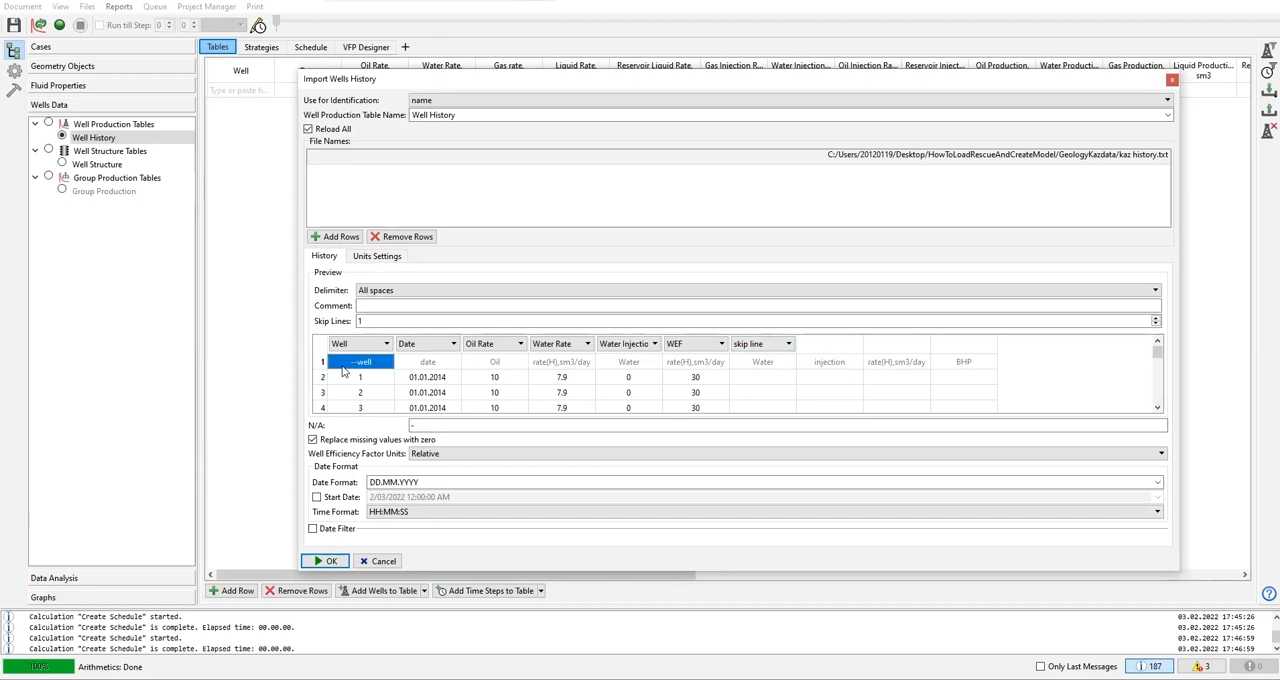 Document View Files Reports Queue Project Manager Print
Run till Step: 0 0
Cases
Geometry Objects
Fluid Properties
Wells Data
Well Production Tables
Well History
Well Structure Tables
Well Structure
Group Production Tables
Group Production
Data Analysis
Graphs
Tables Strategies Schedule VFP Designer +
Well
Oil Rate, Water Rate, Gas rate, Liquid Rate, Reservoir Liquid Rate, Gas Injection R... Water Injection... Oil Injection Ra... Reservoir Inject... Oil Production, Water Producti... Gas Production, Liquid Producti... Re
sm3
Type or paste h...
Import Wells History
Use for Identification: name
Well Production Table Name: Well History
Reload All
File Names:
C:/Users/20120119/Desktop/HowToLoadRescueAndCreateModel/GeologyKazdata/kaz history.txt
Add Rows Remove Rows
History Units Settings
Preview
Delimiter: All spaces
Comment:
Skip Lines: 1
Well Date Oil Rate Water Rate Water Injectio WEF skip line
1 --well date Oil rate(H),sm3/day Water rate(H),sm3/day Water injection rate(H),sm3/day BHP
2 1 01.01.2014 10 7.9 0 30
3 2 01.01.2014 10 7.9 0 30
4 3 01.01.2014 10 7.9 0 30
N/A: -
Replace missing values with zero
Well Efficiency Factor Units: Relative
Date Format
Date Format: DD.MM.YYYY
Start Date: 2/03/2022 12:00:00 AM
Time Format: HH:MM:SS
Date Filter
OK Cancel
Add Row Remove Rows Add Wells to Table Add Time Steps to Table
Calculation "Create Schedule" started. 03.02.2022 17:45:26
Calculation "Create Schedule" is complete. Elapsed time: 00.00.00. 03.02.2022 17:45:26
Calculation "Create Schedule" started. 03.02.2022 17:46:59
Calculation "Create Schedule" is complete. Elapsed time: 00.00.00. 03.02.2022 17:46:59
100% Arithmetics: Done Only Last Messages 187 3 0